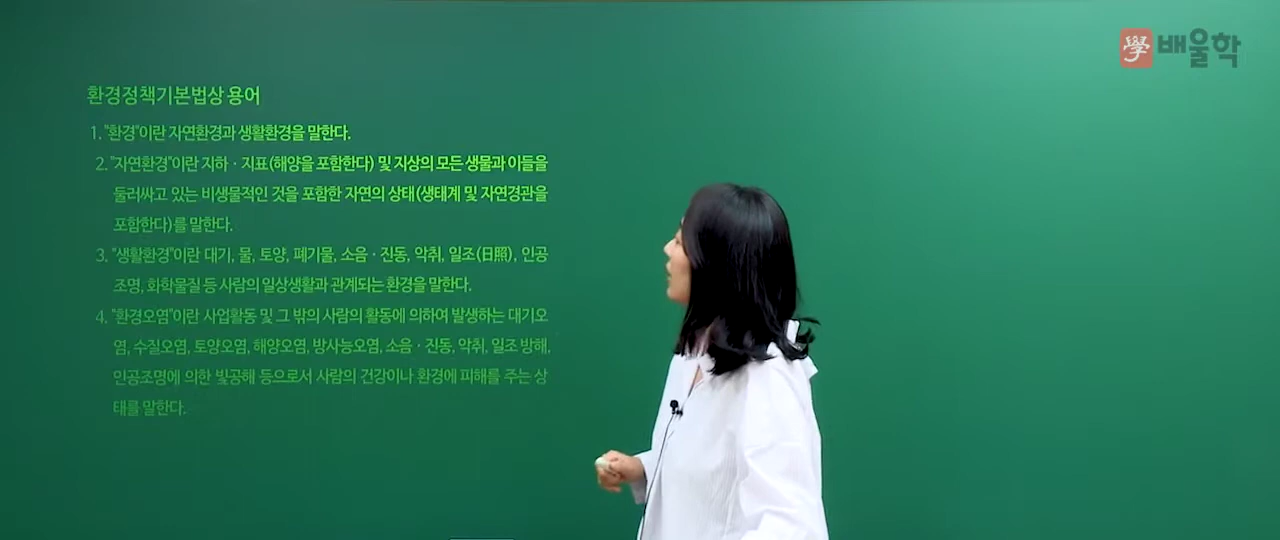 學 배울학
환경정책기본법상 용어
1. "환경"이란 자연환경과 생활환경을 말한다.
2. "자연환경"이란 지하 · 지표(해양을 포함한다) 및 지상의 모든 생물과 이들을
둘러싸고 있는 비생물적인 것을 포함한 자연의 상태(생태계 및 자연경관을
포함한다)를 말한다.
3. "생활환경"이란 대기, 물, 토양, 폐기물, 소음 · 진동, 악취, 일조(日照), 인공
조명, 화학물질 등 사람의 일상생활과 관계되는 환경을 말한다.
4. "환경오염"이란 사업활동 및 그 밖의 사람의 활동에 의하여 발생하는 대기오
염, 수질오염, 토양오염, 해양오염, 방사능오염, 소음 · 진동, 악취, 일조 방해,
인공조명에 의한 빛공해 등으로서 사람의 건강이나 환경에 피해를 주는 상
태를 말한다.